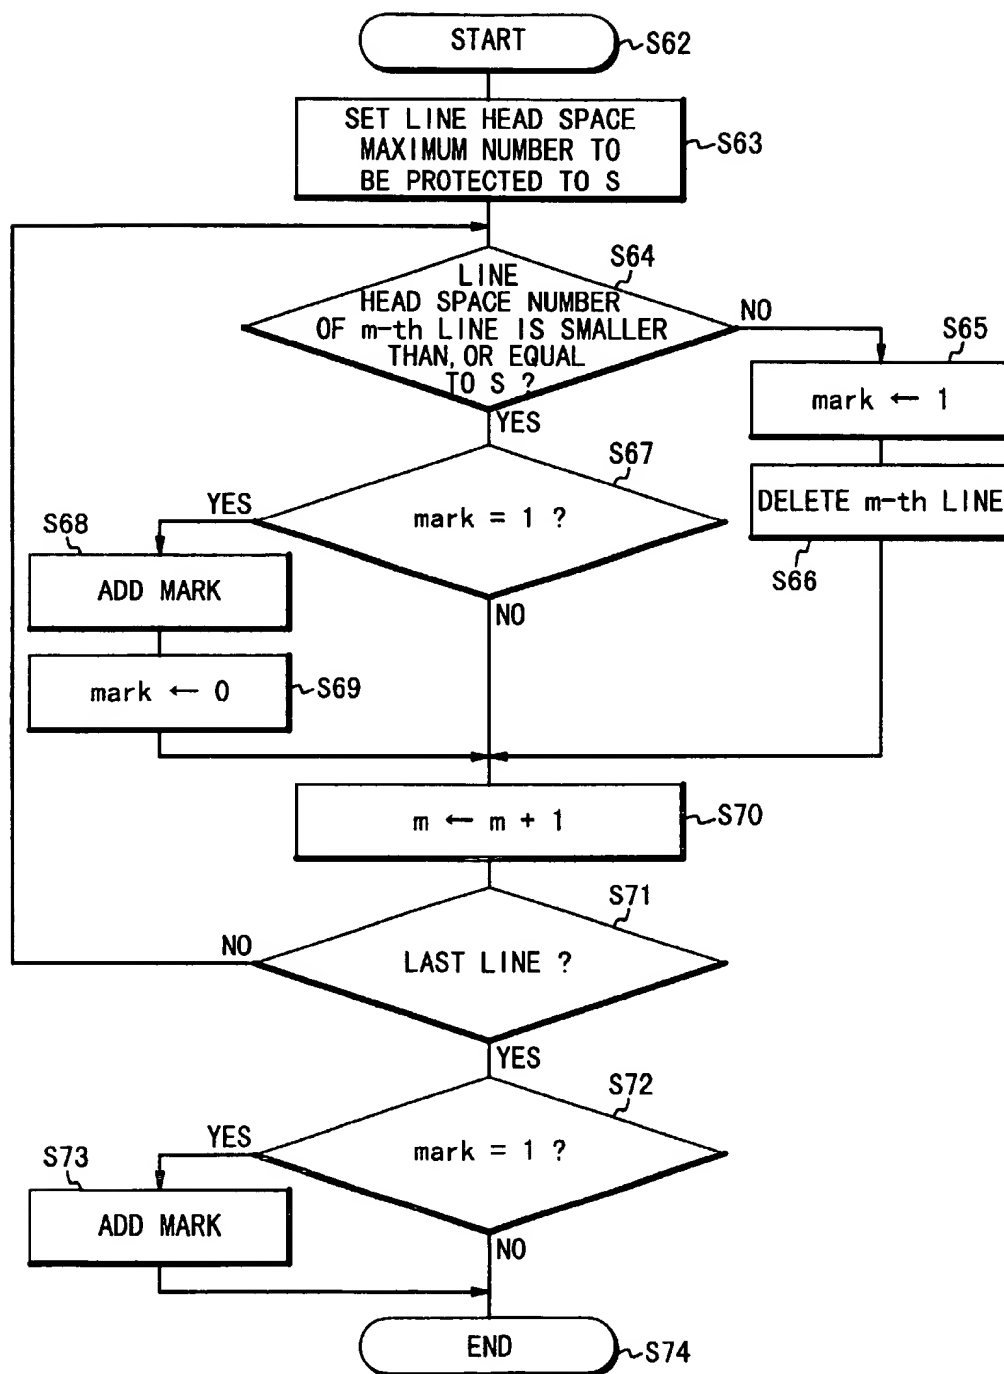 START
S62
SET LINE HEAD SPACE
MAXIMUM NUMBER TO
BE PROTECTED TO S
S63
S64
LINE
HEAD SPACE NUMBER
OF m-th LINE IS SMALLER
THAN, OR EQUAL
TO S ?
NO
YES
S65
mark ← 1
S67
mark = 1 ?
YES
NO
DELETE m-th LINE
S66
S68
ADD MARK
mark ← 0
S69
m ← m + 1
S70
S71
LAST LINE ?
NO
YES
S72
mark = 1 ?
YES
NO
S73
ADD MARK
END
S74